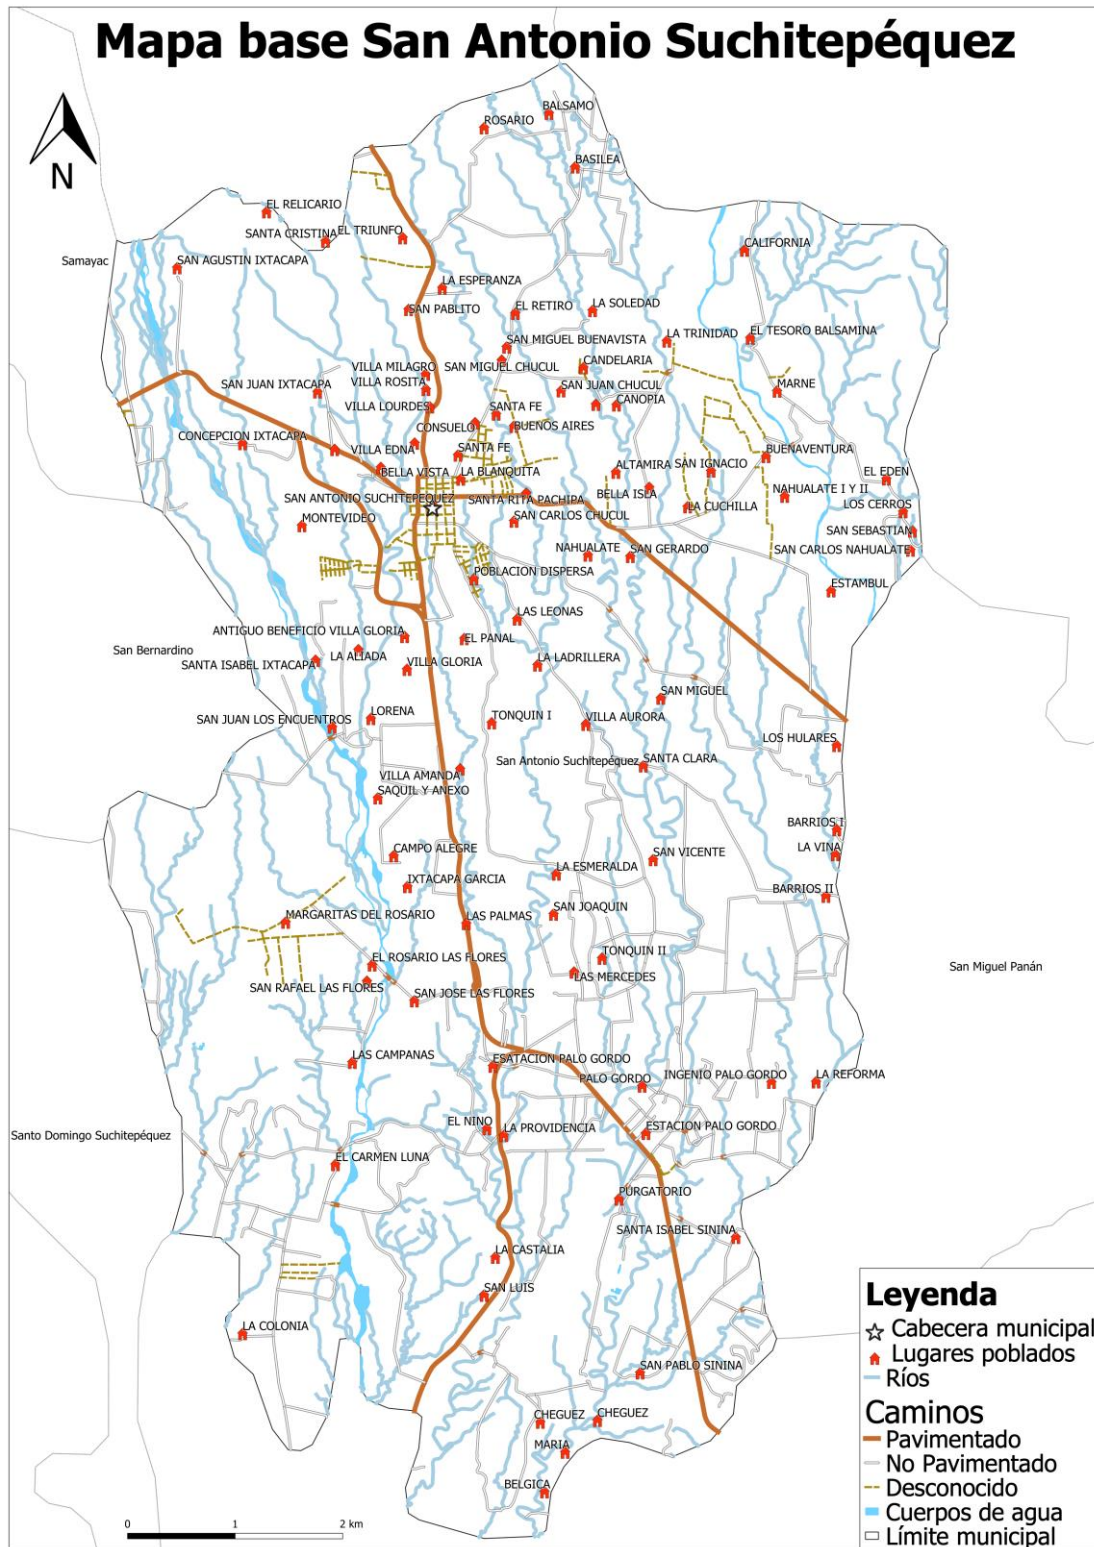 Mapa base San Antonio Suchitepéquez
N
BALSAMO
ROSARIO
BASILEA
EL RELICARIO
SANTA CRISTINA
EL TRIUNFO
CALIFORNIA
Samayac
SAN AGUSTIN IXTACAPA
LA ESPERANZA
SAN PABLITO
EL RETIRO
LA SOLEDAD
SAN MIGUEL BUENAVISTA
LA TRINIDAD
EL TESORO BALSAMINA
VILLA MILAGRO
SAN MIGUEL CHUCUL
CANDELARIA
SAN JUAN IXTACAPA
VILLA ROSITA
SAN JUAN CHUCUL
MARNE
VILLA LOURDES
SANTA FE
CANOPIA
CONSUELO
BUENOS AIRES
CONCEPCION IXTACAPA
VILLA EDNA
SANTA FE
BUENAVENTURA
BELLA VISTA
LA BLANQUITA
ALTAMIRA
SAN IGNACIO
EL EDEN
SAN ANTONIO SUCHITEPEQUEZ
SANTA RITA PACHIPA
BELLA ISLA
NAHUALATE I Y II
LA CUCHILLA
LOS CERROS
MONTEVIDEO
SAN CARLOS CHUCUL
SAN SEBASTIAN
NAHUALATE
SAN GERARDO
SAN CARLOS NAHUALATE
POBLACION DISPERSA
ESTAMBUL
LAS LEONAS
ANTIGUO BENEFICIO VILLA GLORIA
EL PANAL
San Bernardino
SANTA ISABEL IXTACAPA
LA ALIADA
VILLA GLORIA
LA LADRILLERA
SAN MIGUEL
SAN JUAN LOS ENCUENTROS
LORENA
TONQUIN I
VILLA AURORA
LOS HULARES
San Antonio Suchitepéquez
SANTA CLARA
VILLA AMANDA
SAQUIL Y ANEXO
BARRIOS I
LA VINA
CAMPO ALEGRE
SAN VICENTE
LA ESMERALDA
IXTACAPA GARCIA
BARRIOS II
MARGARITAS DEL ROSARIO
LAS PALMAS
SAN JOAQUIN
EL ROSARIO LAS FLORES
TONQUIN II
San Miguel Panán
LAS MERCEDES
SAN RAFAEL LAS FLORES
SAN JOSE LAS FLORES
LAS CAMPANAS
ESATACION PALO GORDO
PALO GORDO
INGENIO PALO GORDO
LA REFORMA
EL NINO
LA PROVIDENCIA
ESTACION PALO GORDO
Santo Domingo Suchitepéquez
EL CARMEN LUNA
PURGATORIO
SANTA ISABEL SININA
LA CASTALIA
SAN LUIS
LA COLONIA
SAN PABLO SININA
CHEGUEZ
CHEGUEZ
MARIA
BELGICA
0 1 2 km
Leyenda
Cabecera municipal
Lugares poblados
Ríos
Caminos
Pavimentado
No Pavimentado
Desconocido
Cuerpos de agua
Límite municipal